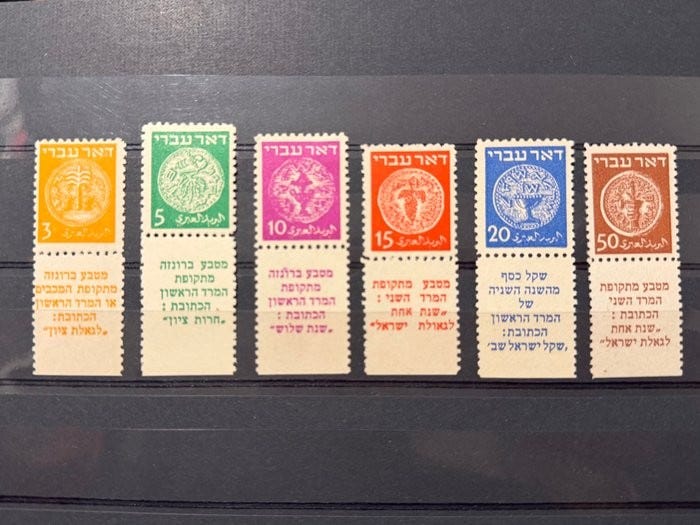 דאר עברי
3
מטבע ברונזה
מתקופת המכבים
או המרד הראשון
הכתובת:
"לגאלת ציון"
דאר עברי
5
מטבע ברונזה
מתקופת
המרד הראשון
הכתובת:
"חרות ציון"
דאר עברי
10
מטבע ברונזה
מתקופת
המרד הראשון
הכתובת:
"שנת שלוש"
דאר עברי
15
מטבע מתקופת
המרד השני:
"שנת אחת
לגאולת ישראל"
דאר עברי
20
שקל כסף
מהשנה השניה
של
המרד הראשון
הכתובת:
"שקל ישראל שב'
דאר עברי
50
מטבע מתקופת
המרד השני
הכתובת:
"שנת אחת
לגאלת ישראל"